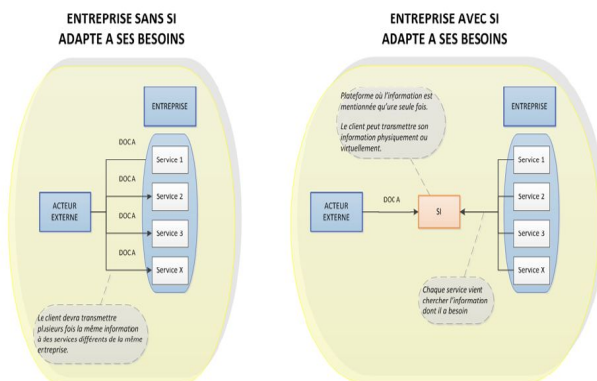 ENTREPRISE SANS SI
ADAPTE A SES BESOINS
ENTREPRISE
DOC A
Service 1
DOC A
Service 2
ACTEUR
EXTERNE
DOC A
Service 3
DOC A
Service X
Le client devra transmettre
plusieurs fois la même information
à des services différents de la même
entreprise.
ENTREPRISE AVEC SI
ADAPTE A SES BESOINS
Plateforme où l'information est
mentionnée qu'une seule fois.
Le client peut transmettre son
information physiquement ou
virtuellement.
ENTREPRISE
Service 1
Service 2
ACTEUR
EXTERNE
DOC A
SI
Service 3
Service X
Chaque service vient
chercher l'information
dont il a besoin